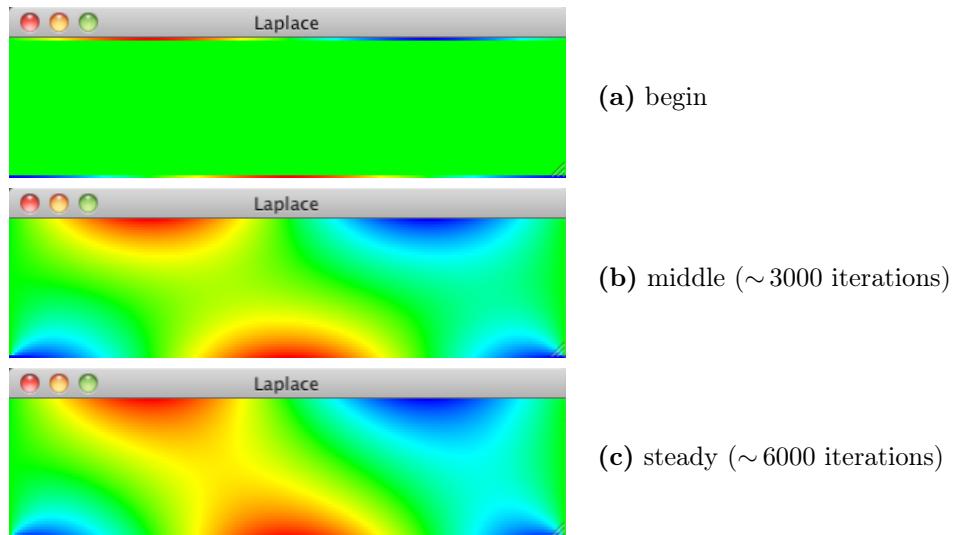 Laplace
(a) begin
Laplace
(b) middle (∼ 3000 iterations)
Laplace
(c) steady (∼ 6000 iterations)